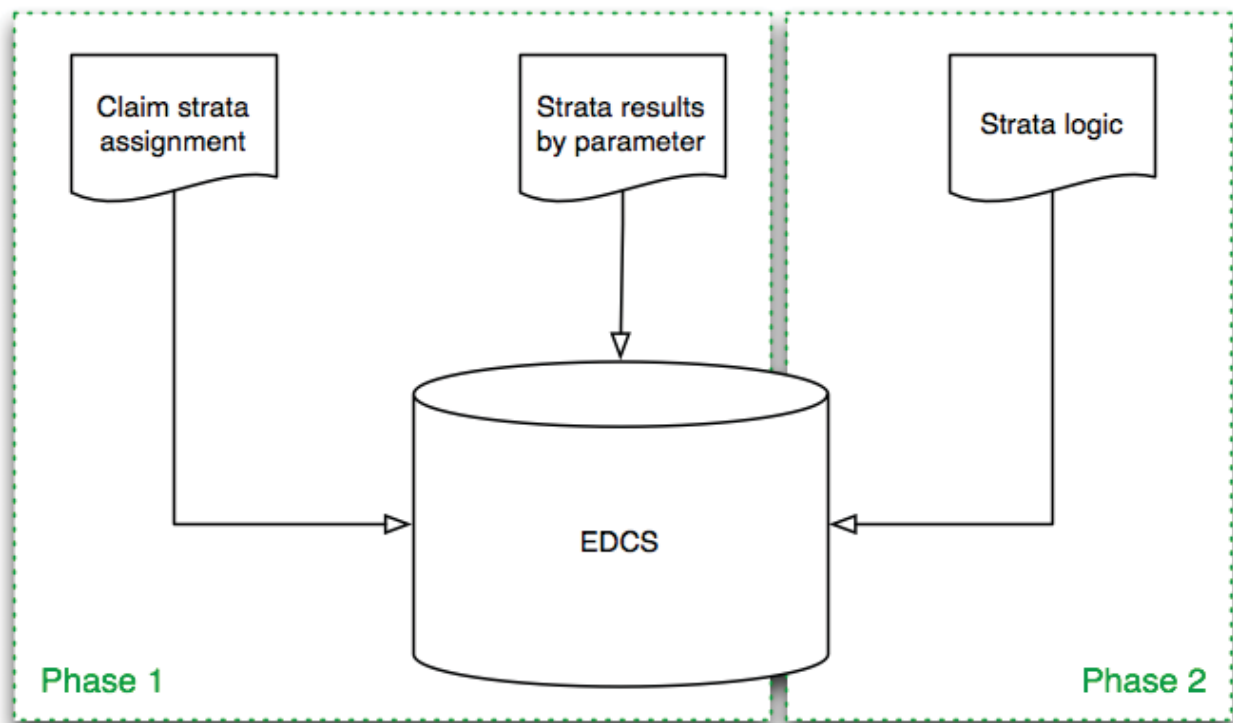 Claim strata
assignment
Strata results
by parameter
Strata logic
EDCS
Phase 1
Phase 2